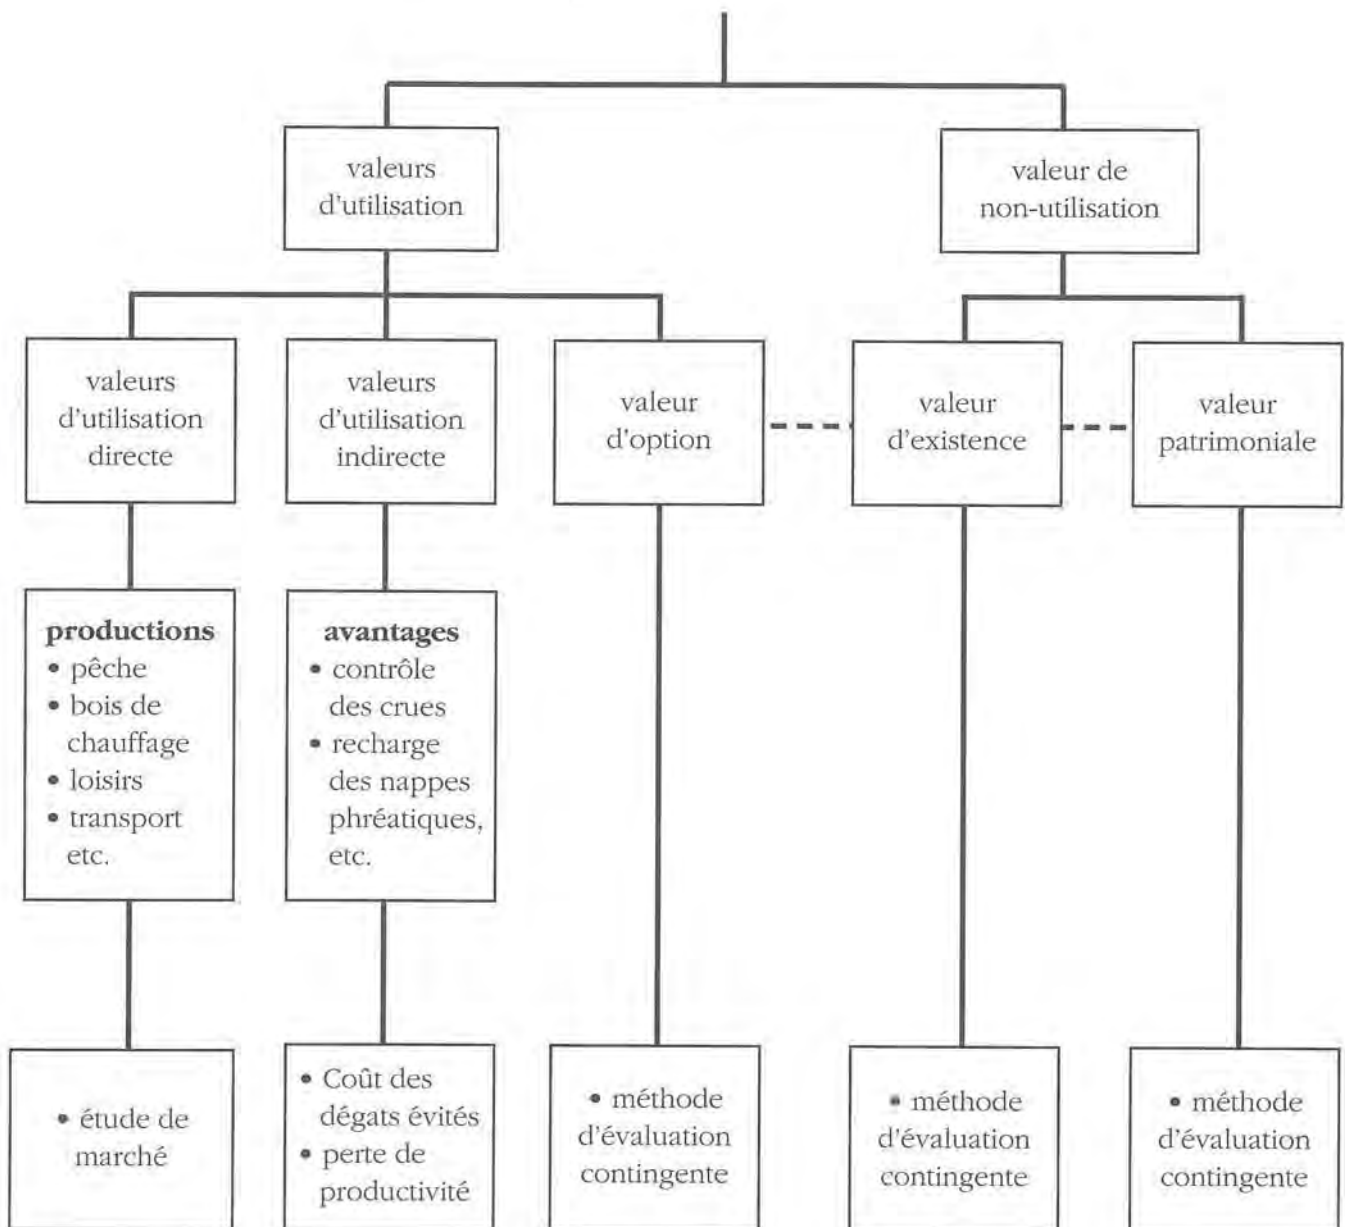 valeurs
d'utilisation
valeur de
non-utilisation
valeurs
d'utilisation
directe
valeurs
d'utilisation
indirecte
valeur
d'option
valeur
d'existence
valeur
patrimoniale
productions
• pêche
• bois de
chauffage
• loisirs
• transport
etc.
avantages
• contrôle
des crues
• recharge
des nappes
phréatiques,
etc.
• étude de
marché
• Coût des
dégats évités
• perte de
productivité
• méthode
d'évaluation
contingente
• méthode
d'évaluation
contingente
• méthode
d'évaluation
contingente